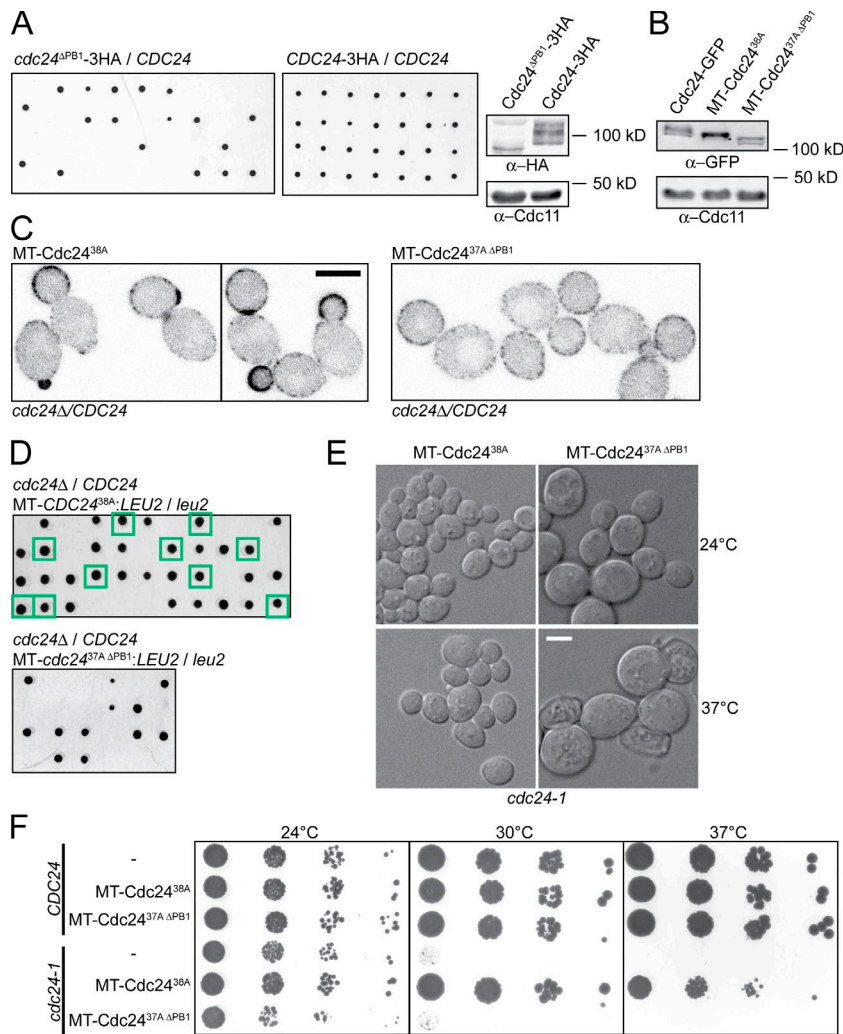 A
cdc24ΔPB1-3HA / CDC24
CDC24-3HA / CDC24
Cdc24ΔPB1-3HA
Cdc24-3HA
100 kD
α–HA
50 kD
α–Cdc11
B
Cdc24-GFP
MT-Cdc2438A
MT-Cdc2437A ΔPB1
100 kD
α–GFP
50 kD
α–Cdc11
C
MT-Cdc2438A
MT-Cdc2437A ΔPB1
cdc24Δ/CDC24
cdc24Δ/CDC24
D
cdc24Δ / CDC24
MT-CDC2438A:LEU2 / leu2
cdc24Δ / CDC24
MT-cdc2437A ΔPB1:LEU2 / leu2
E
MT-Cdc2438A
MT-Cdc2437A ΔPB1
24°C
37°C
cdc24-1
F
24°C
30°C
37°C
CDC24
-
MT-Cdc2438A
MT-Cdc2437A ΔPB1
cdc24-1
-
MT-Cdc2438A
MT-Cdc2437A ΔPB1